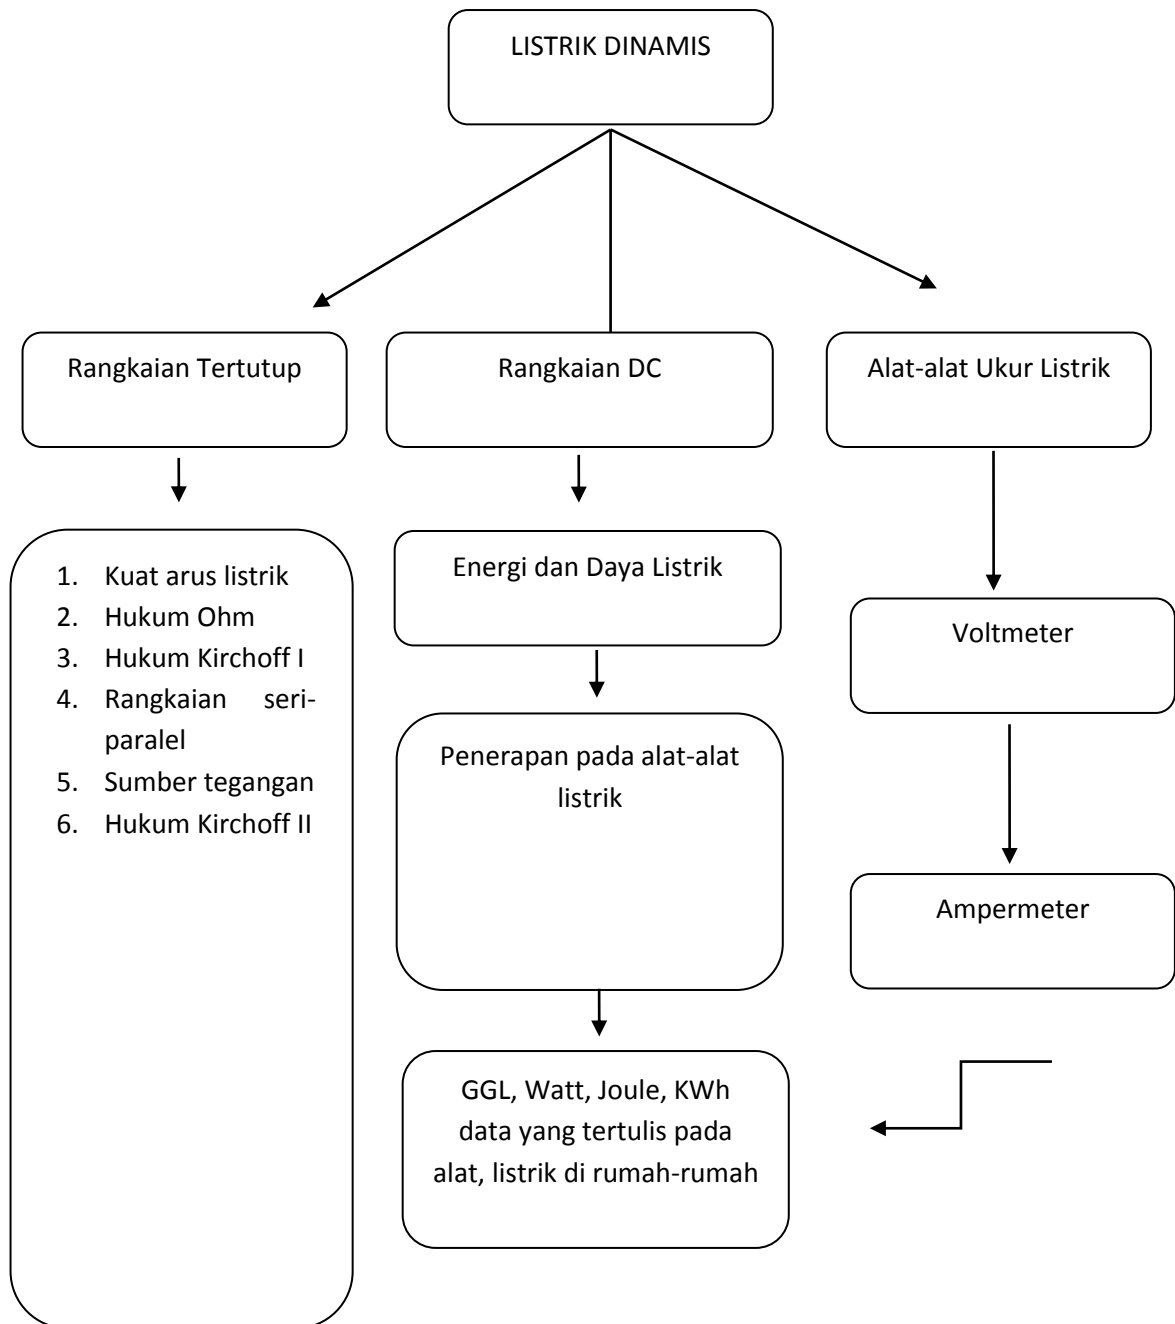 LISTRIK DINAMIS
Rangkaian Tertutup
Rangkaian DC
Alat-alat Ukur Listrik
1. Kuat arus listrik
2. Hukum Ohm
3. Hukum Kirchoff I
4. Rangkaian seri-
paralel
5. Sumber tegangan
6. Hukum Kirchoff II
Energi dan Daya Listrik
Penerapan pada alat-alat
listrik
GGL, Watt, Joule, KWh
data yang tertulis pada
alat, listrik di rumah-rumah
Voltmeter
Ampermeter